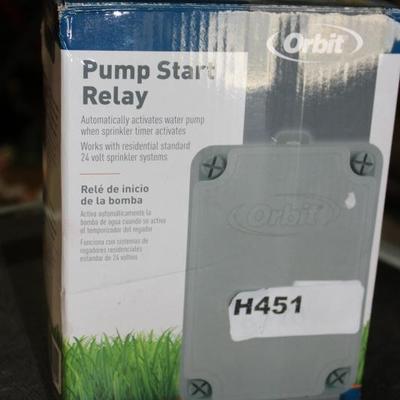 Orbit
Pump Start
Relay
Automatically activates water pump
when sprinkler timer activates
Works with residential standard
24 volt sprinkler systems
Relé de inicio
de la bomba
Activa automáticamente la
bomba de agua cuando se activa
el temporizador del regador
Funciona con sistemas de
regadores residenciales
estándar de 24 voltios
Orbit
H451